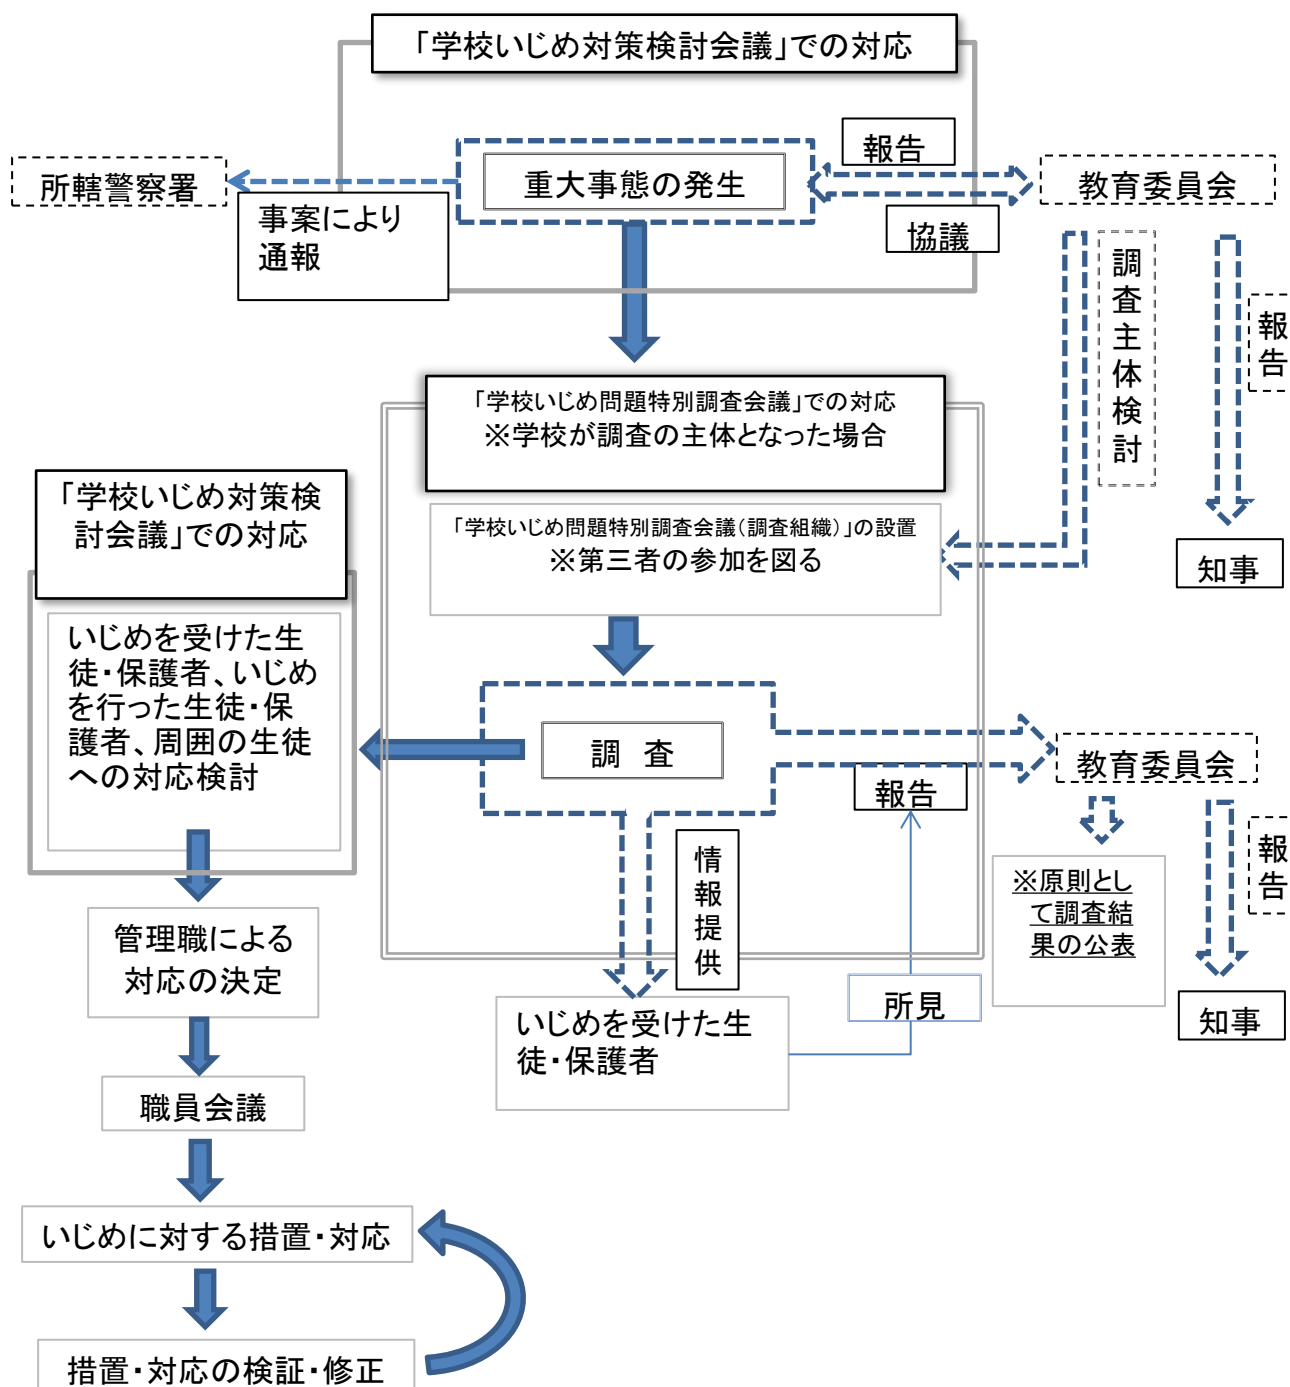 「学校いじめ対策検討会議」での対応
報告
所轄警察署
重大事態の発生
教育委員会
事案により
通報
協議
調査主体検討
報告
「学校いじめ問題特別調査会議」での対応
※学校が調査の主体となった場合
「学校いじめ対策検
討会議」での対応
「学校いじめ問題特別調査会議（調査組織）」の設置
※第三者の参加を図る
知事
いじめを受けた生
徒・保護者、いじめ
を行った生徒・保
護者、周囲の生徒
への対応検討
調 査
教育委員会
報告
情報提供
報告
※原則とし
て調査結
果の公表
管理職による
対応の決定
所見
知事
いじめを受けた生
徒・保護者
職員会議
いじめに対する措置・対応
措置・対応の検証・修正